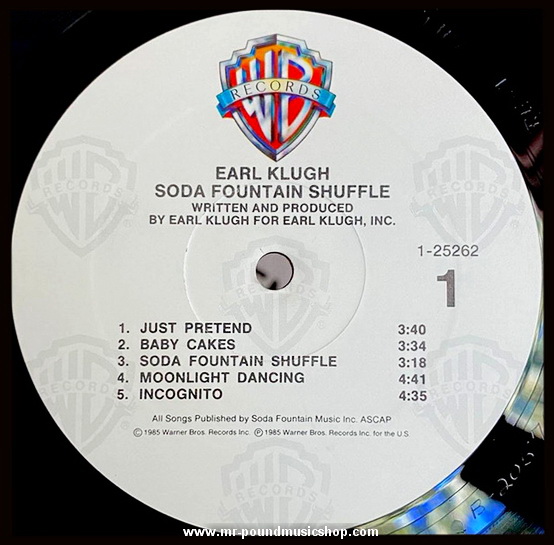 RECORDS
EARL KLUGH
SODA FOUNTAIN SHUFFLE
WRITTEN AND PRODUCED
BY EARL KLUGH FOR EARL KLUGH, INC.
1-25262
1
1. JUST PRETEND 3:40
2. BABY CAKES 3:34
3. SODA FOUNTAIN SHUFFLE 3:18
4. MOONLIGHT DANCING 4:41
5. INCOGNITO 4:35
All Songs Published by Soda Fountain Music Inc. ASCAP
© 1985 Warner Bros. Records Inc. ℗ 1985 Warner Bros. Records Inc. for the U.S.
www.mr-poundmusicshop.com